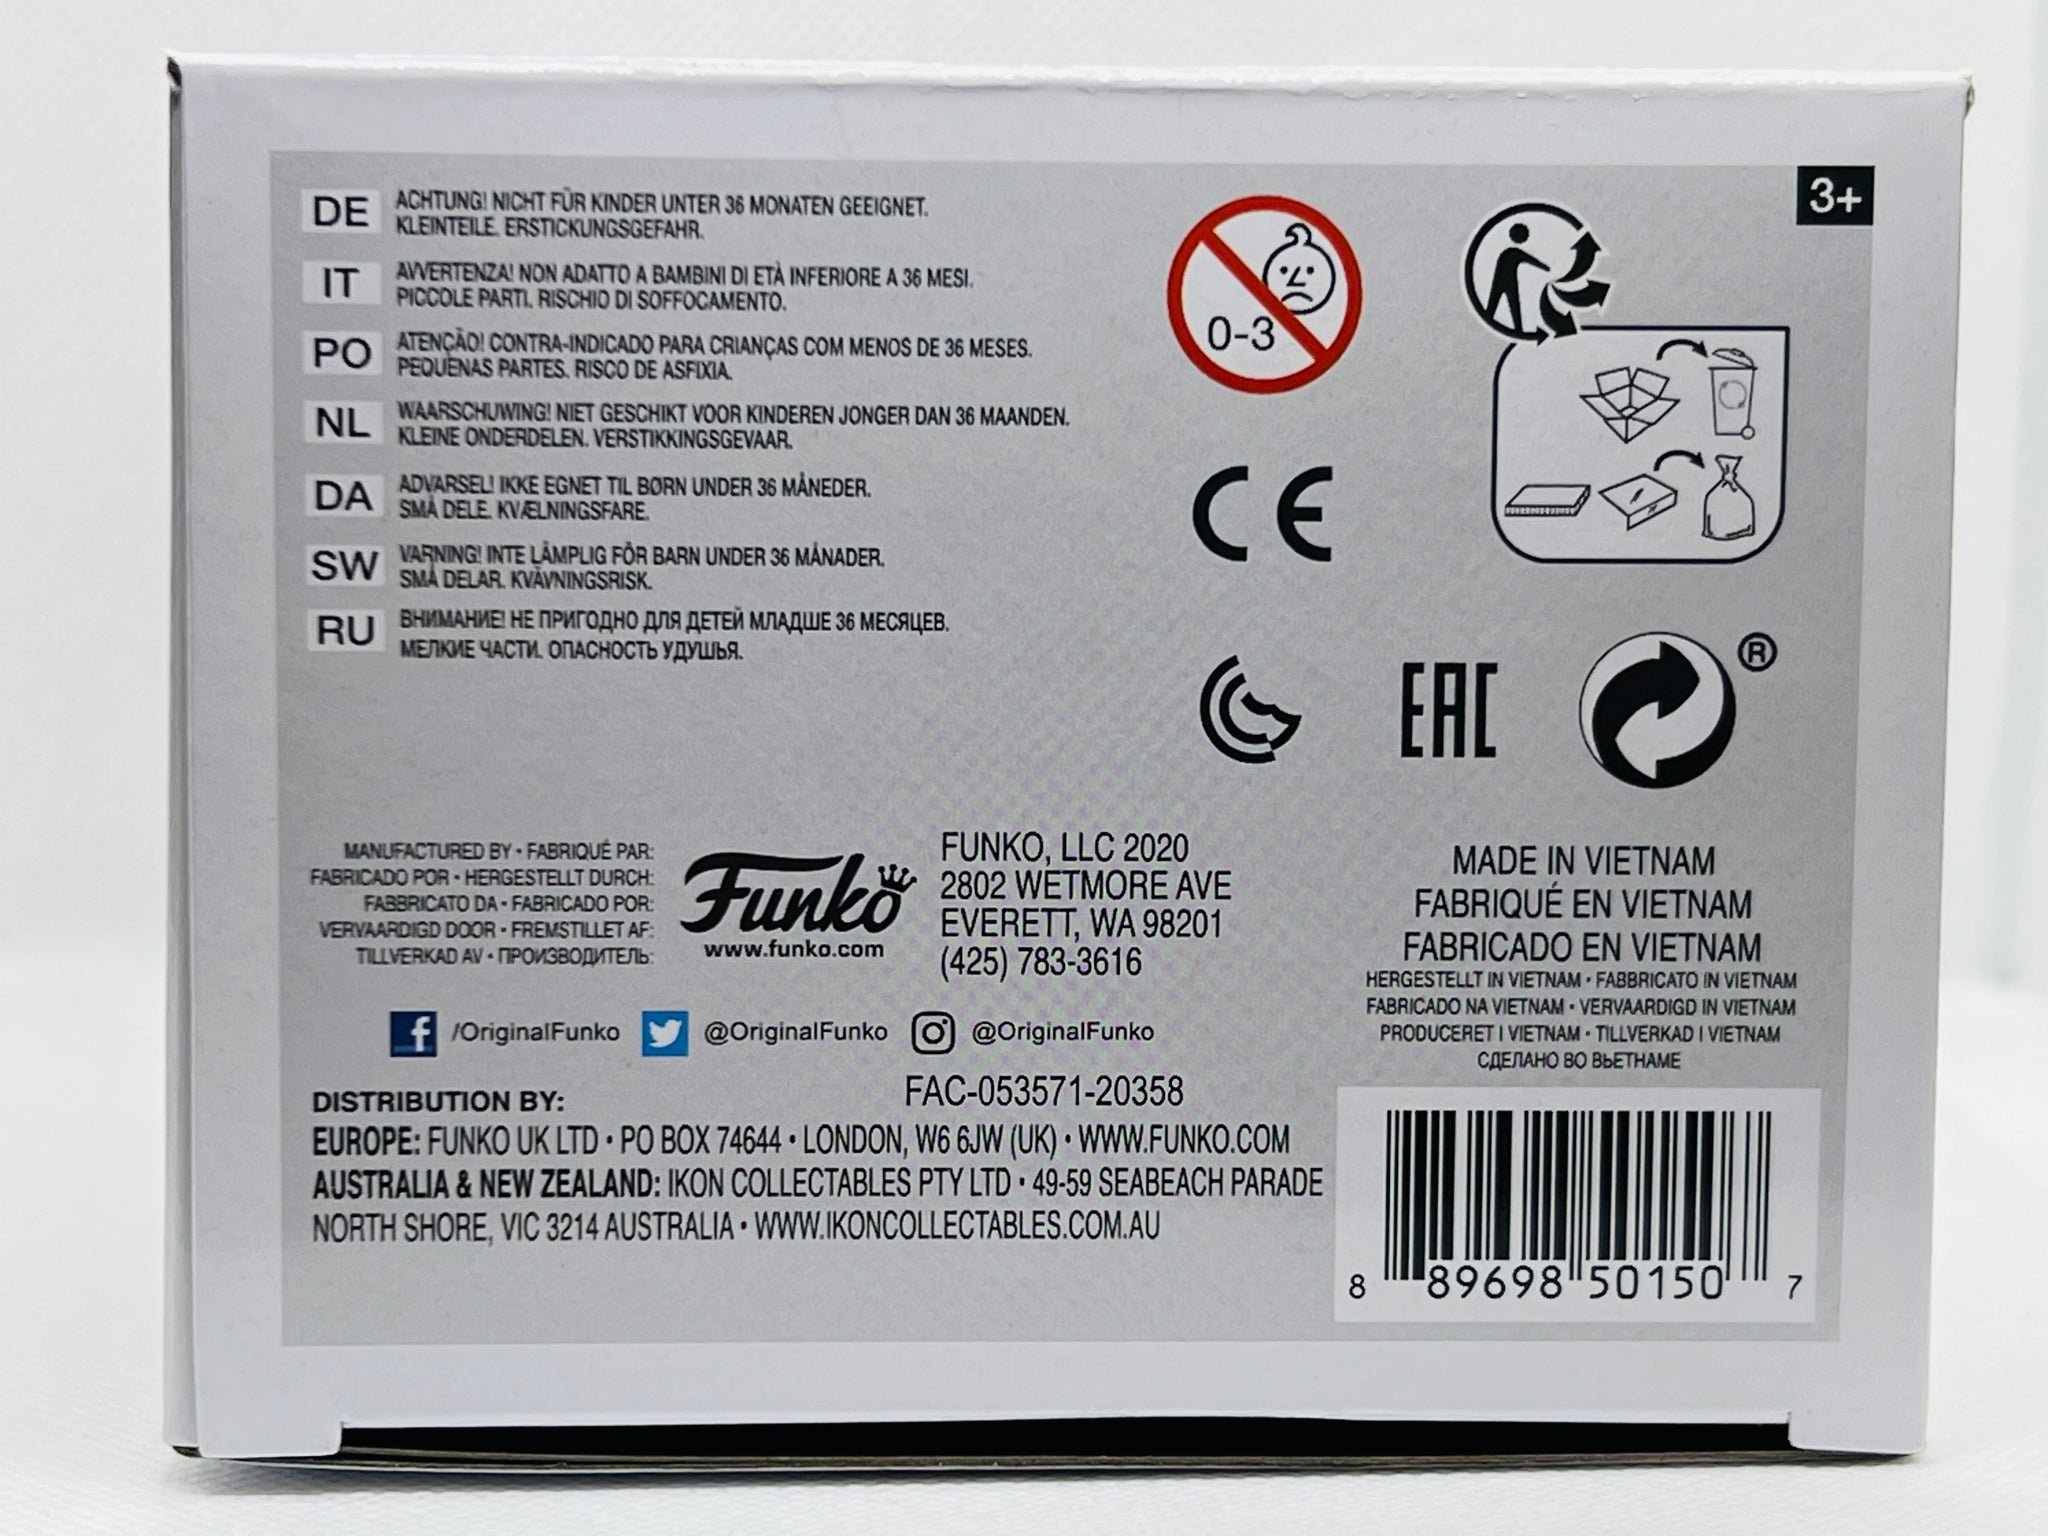 3+
DE
ACHTUNG! NICHT FÜR KINDER UNTER 36 MONATEN GEEIGNET.
KLEINTEILE. ERSTICKUNGSGEFAHR.
IT
AVVERTENZA! NON ADATTO A BAMBINI DI ETÀ INFERIORE A 36 MESI.
PICCOLE PARTI. RISCHIO DI SOFFOCAMENTO.
PO
ATENÇÃO! CONTRA-INDICADO PARA CRIANÇAS COM MENOS DE 36 MESES.
PEQUENAS PARTES. RISCO DE ASFIXIA.
NL
WAARSCHUWING! NIET GESCHIKT VOOR KINDEREN JONGER DAN 36 MAANDEN.
KLEINE ONDERDELEN. VERSTIKKINGSGEVAAR.
DA
ADVARSEL! IKKE EGNET TIL BØRN UNDER 36 MÅNEDER.
SMÅ DELE. KVÆLNINGSFARE.
SW
VARNING! INTE LÄMPLIG FÖR BARN UNDER 36 MÅNADER.
SMÅ DELAR. KVÄVNINGSRISK.
RU
ВНИМАНИЕ! НЕ ПРИГОДНО ДЛЯ ДЕТЕЙ МЛАДШЕ 36 МЕСЯЦЕВ.
МЕЛКИЕ ЧАСТИ. ОПАСНОСТЬ УДУШЬЯ.
0-3
CE
EAC
®
MANUFACTURED BY • FABRIQUÉ PAR:
FABRICADO POR • HERGESTELLT DURCH:
FABBRICATO DA • FABRICADO POR:
VERVAARDIGD DOOR • FREMSTILLET AF:
TILLVERKAD AV • ПРОИЗВОДИТЕЛЬ:
Funko
www.funko.com
FUNKO, LLC 2020
2802 WETMORE AVE
EVERETT, WA 98201
(425) 783-3616
MADE IN VIETNAM
FABRIQUÉ EN VIETNAM
FABRICADO EN VIETNAM
HERGESTELLT IN VIETNAM • FABBRICATO IN VIETNAM
FABRICADO NA VIETNAM • VERVAARDIGD IN VIETNAM
PRODUCERET I VIETNAM • TILLVERKAD I VIETNAM
СДЕЛАНО ВО ВЬЕТНАМЕ
f /OriginalFunko @OriginalFunko @OriginalFunko
FAC-053571-20358
DISTRIBUTION BY:
EUROPE: FUNKO UK LTD • PO BOX 74644 • LONDON, W6 6JW (UK) • WWW.FUNKO.COM
AUSTRALIA & NEW ZEALAND: IKON COLLECTABLES PTY LTD • 49-59 SEABEACH PARADE
NORTH SHORE, VIC 3214 AUSTRALIA • WWW.IKONCOLLECTABLES.COM.AU
8 89698 50150 7